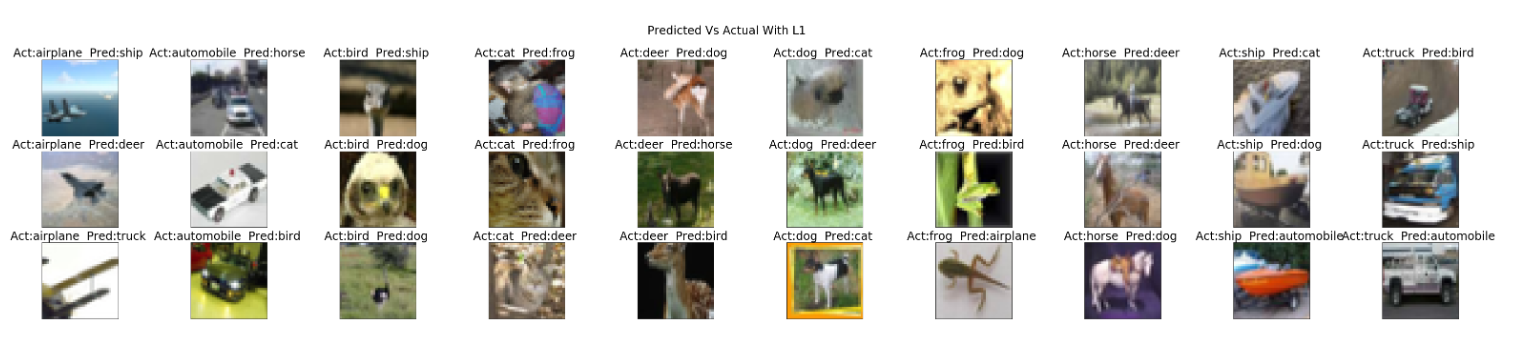 Predicted Vs Actual With L1
Act:airplane Pred:ship Act:automobile Pred:horse Act:bird Pred:ship Act:cat Pred:frog Act:deer Pred:dog Act:dog Pred:cat Act:frog Pred:dog Act:horse Pred:deer Act:ship Pred:cat Act:truck Pred:bird
Act:airplane Pred:deer Act:automobile Pred:cat Act:bird Pred:dog Act:cat Pred:frog Act:deer Pred:horse Act:dog Pred:deer Act:frog Pred:bird Act:horse Pred:deer Act:ship Pred:dog Act:truck Pred:ship
Act:airplane Pred:truck Act:automobile Pred:bird Act:bird Pred:dog Act:cat Pred:deer Act:deer Pred:bird Act:dog Pred:cat Act:frog Pred:airplane Act:horse Pred:dog Act:ship Pred:automobile Act:truck Pred:automobile